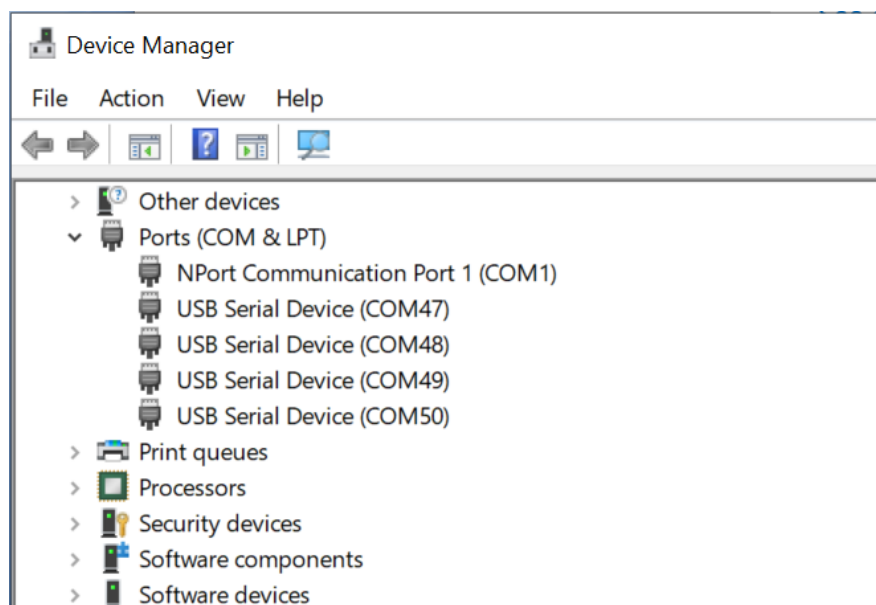 Device Manager
File Action View Help
Other devices
Ports (COM & LPT)
NPort Communication Port 1 (COM1)
USB Serial Device (COM47)
USB Serial Device (COM48)
USB Serial Device (COM49)
USB Serial Device (COM50)
Print queues
Processors
Security devices
Software components
Software devices